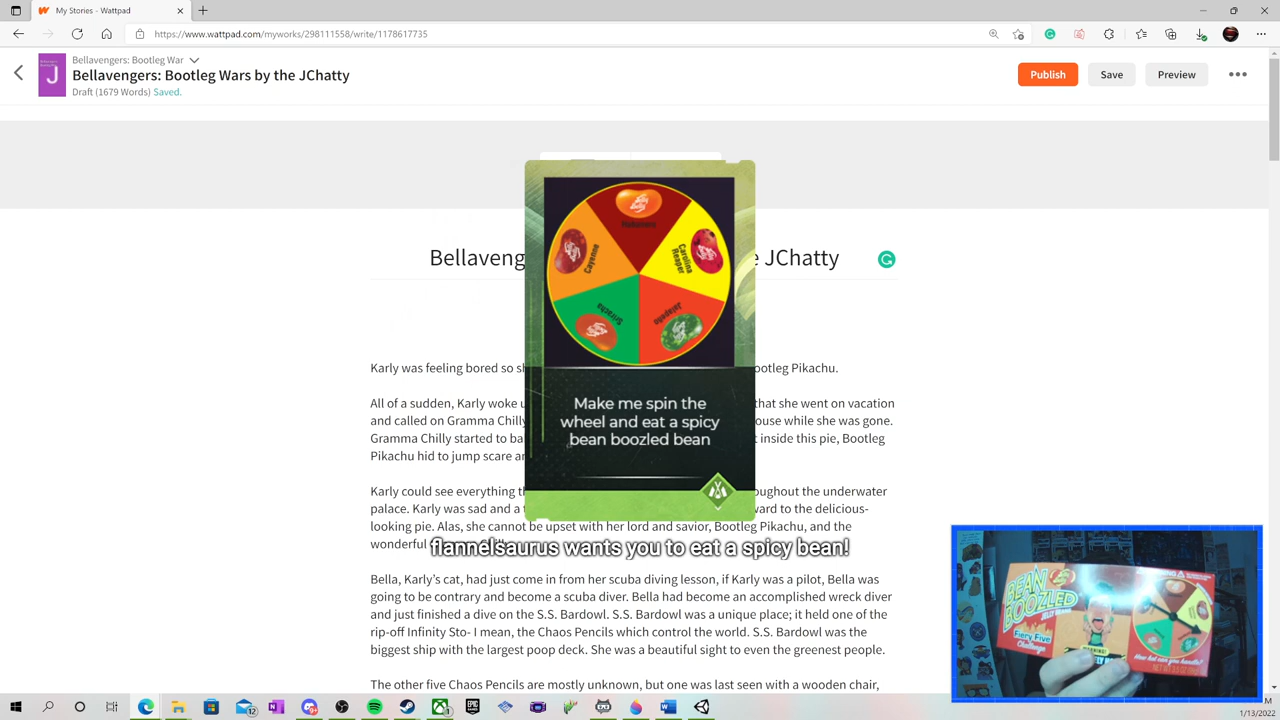 My Stories - Wattpad
https://www.wattpad.com/myworks/298111558/write/1178617735
Bellavengers: Bootleg War
Bellavengers: Bootleg Wars by the JChatty
Draft (1679 Words) Saved.
Publish
Save
Preview
Bellaveng
e JChatty
Habanero
Cayenne
Carolina Reaper
Sriracha
Jalapeño
Make me spin the
wheel and eat a spicy
bean boozled bean
flannelsaurus wants you to eat a spicy bean!
Karly was feeling bored so s
ootleg Pikachu.
All of a sudden, Karly woke u
that she went on vacation
and called on Gramma Chilly
ouse while she was gone.
Gramma Chilly started to ba
t inside this pie, Bootleg
Pikachu hid to jump scare a
Karly could see everything t
oughout the underwater
palace. Karly was sad and a
ward to the delicious-
looking pie. Alas, she cannot be upset with her lord and savior, Bootleg Pikachu, and the
wonderful
Bella, Karly's cat, had just come in from her scuba diving lesson, if Karly was a pilot, Bella was
going to be contrary and become a scuba diver. Bella had become an accomplished wreck diver
and just finished a dive on the S.S. Bardowl. S.S. Bardowl was a unique place; it held one of the
rip-off Infinity Sto- I mean, the Chaos Pencils which control the world. S.S. Bardowl was the
biggest ship with the largest poop deck. She was a beautiful sight to even the greenest people.
The other five Chaos Pencils are mostly unknown, but one was last seen with a wooden chair,
BEAN
BOOZLED
JELLY BEANS
Fiery Five
Challenge
WARNING!
How hot can you handle?
M
1/13/2022